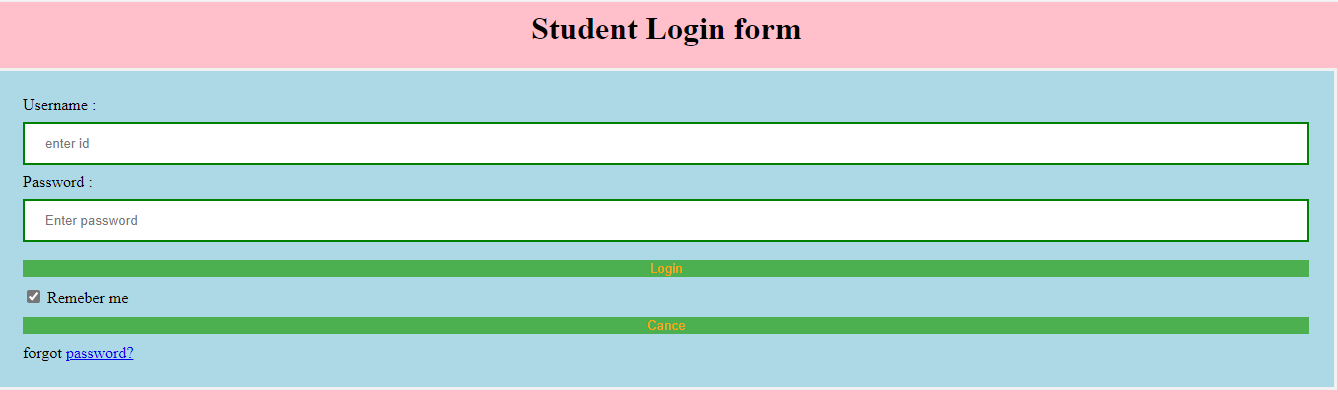 Student Login form
Username :
enter id
Password :
Enter password
Login
Remeber me
Cance
forgot password?